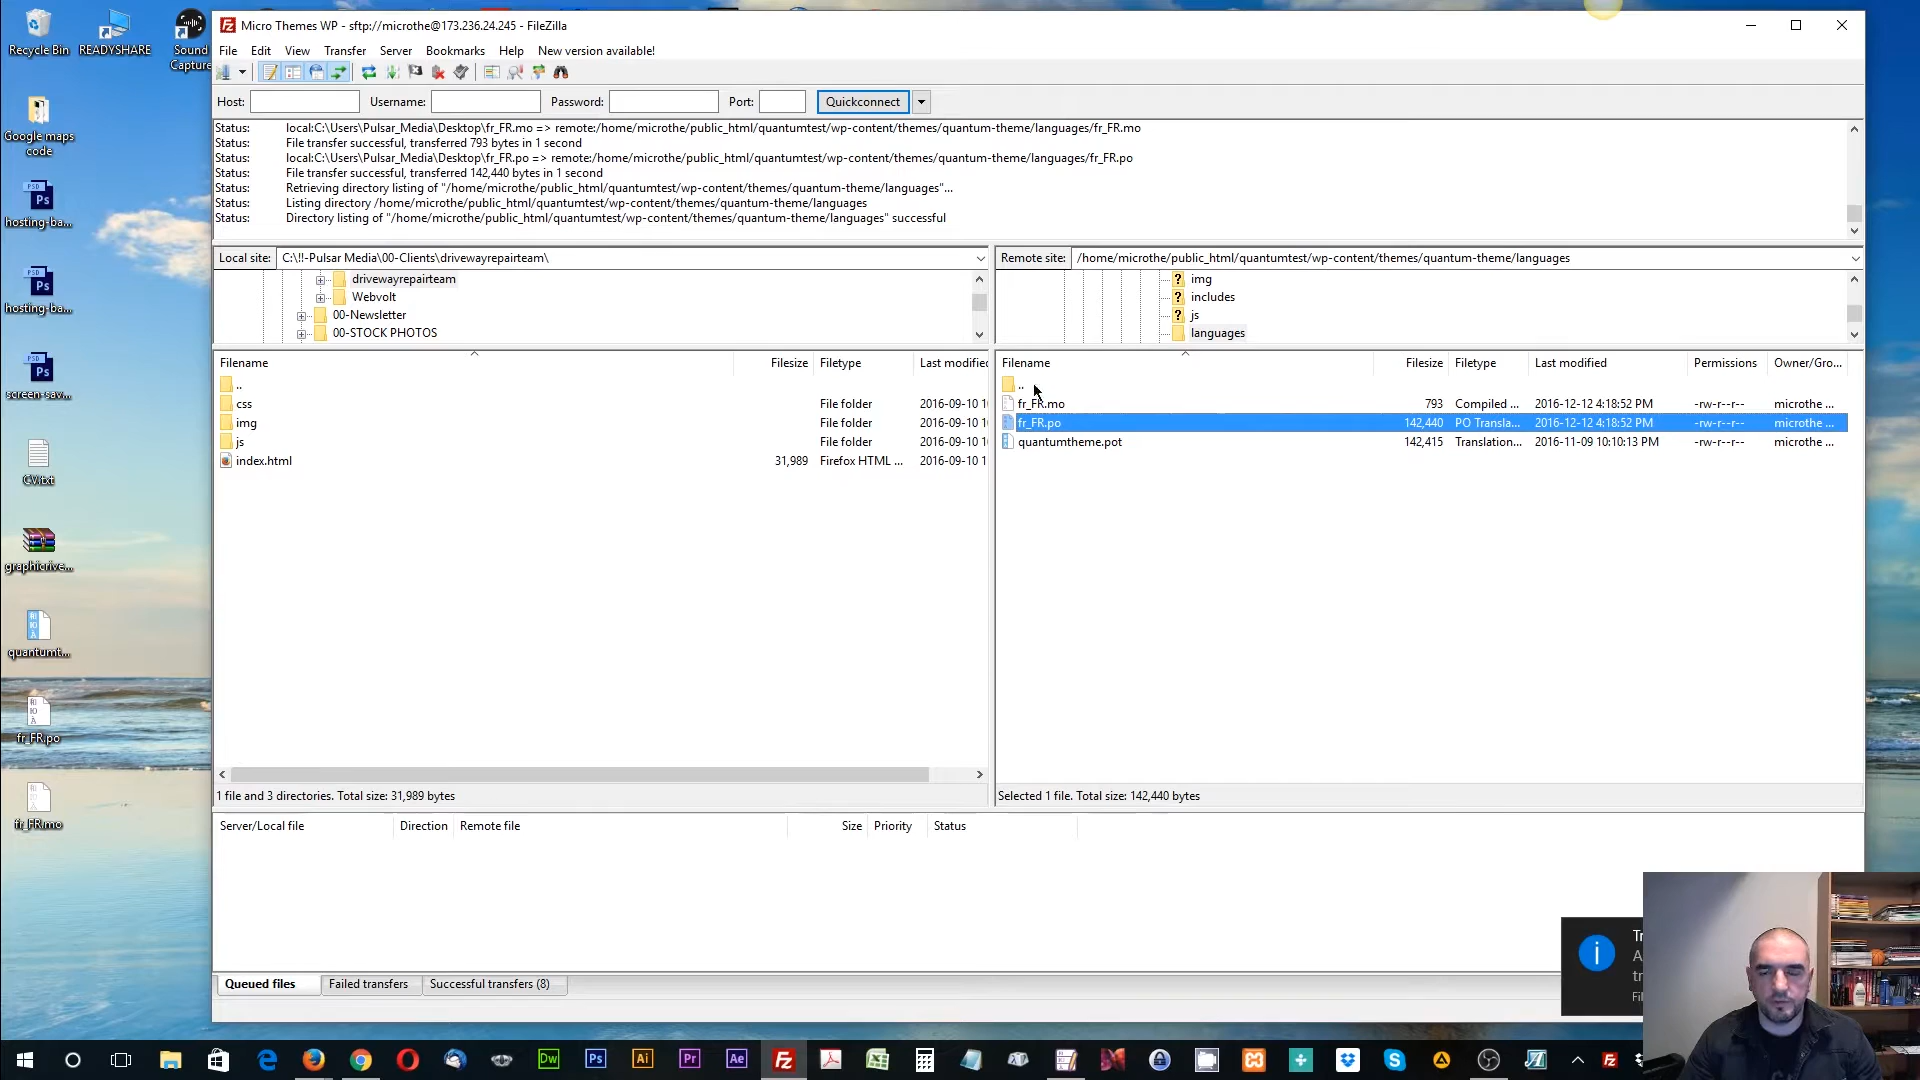 Recycle Bin
READYSHARE
Sound
Capture
Google maps
code
hosting-ba...
hosting-ba...
screen-sav...
CV.txt
graphicrive...
quantumt...
fr_FR.po
fr_FR.mo
Micro Themes WP - sftp://microthe@173.236.24.245 - FileZilla
File Edit View Transfer Server Bookmarks Help New version available!
Host: Username: Password: Port: Quickconnect
Status: local:C:\Users\Pulsar_Media\Desktop\fr_FR.mo => remote:/home/microthe/public_html/quantumtest/wp-content/themes/quantum-theme/languages/fr_FR.mo
Status: File transfer successful, transferred 793 bytes in 1 second
Status: local:C:\Users\Pulsar_Media\Desktop\fr_FR.po => remote:/home/microthe/public_html/quantumtest/wp-content/themes/quantum-theme/languages/fr_FR.po
Status: File transfer successful, transferred 142,440 bytes in 1 second
Status: Retrieving directory listing of "/home/microthe/public_html/quantumtest/wp-content/themes/quantum-theme/languages"...
Status: Listing directory /home/microthe/public_html/quantumtest/wp-content/themes/quantum-theme/languages
Status: Directory listing of "/home/microthe/public_html/quantumtest/wp-content/themes/quantum-theme/languages" successful
Local site: C:\!!-Pulsar Media\00-Clients\drivewayrepairteam\
drivewayrepairteam
Webvolt
00-Newsletter
00-STOCK PHOTOS
Filename Filesize Filetype Last modified
..
css File folder 2016-09-10 1
img File folder 2016-09-10 1
js File folder 2016-09-10 1
index.html 31,989 Firefox HTML ... 2016-09-10 1
1 file and 3 directories. Total size: 31,989 bytes
Remote site: /home/microthe/public_html/quantumtest/wp-content/themes/quantum-theme/languages
img
includes
js
languages
Filename Filesize Filetype Last modified Permissions Owner/Gro...
..
fr_FR.mo 793 Compiled ... 2016-12-12 4:18:52 PM -rw-r--r-- microthe ...
fr_FR.po 142,440 PO Transla... 2016-12-12 4:18:52 PM -rw-r--r-- microthe ...
quantumtheme.pot 142,415 Translation... 2016-11-09 10:10:13 PM -rw-r--r-- microthe ...
Selected 1 file. Total size: 142,440 bytes
Server/Local file Direction Remote file Size Priority Status
Queued files Failed transfers Successful transfers (8)
Dw Ps Ai Pr Ae Fz